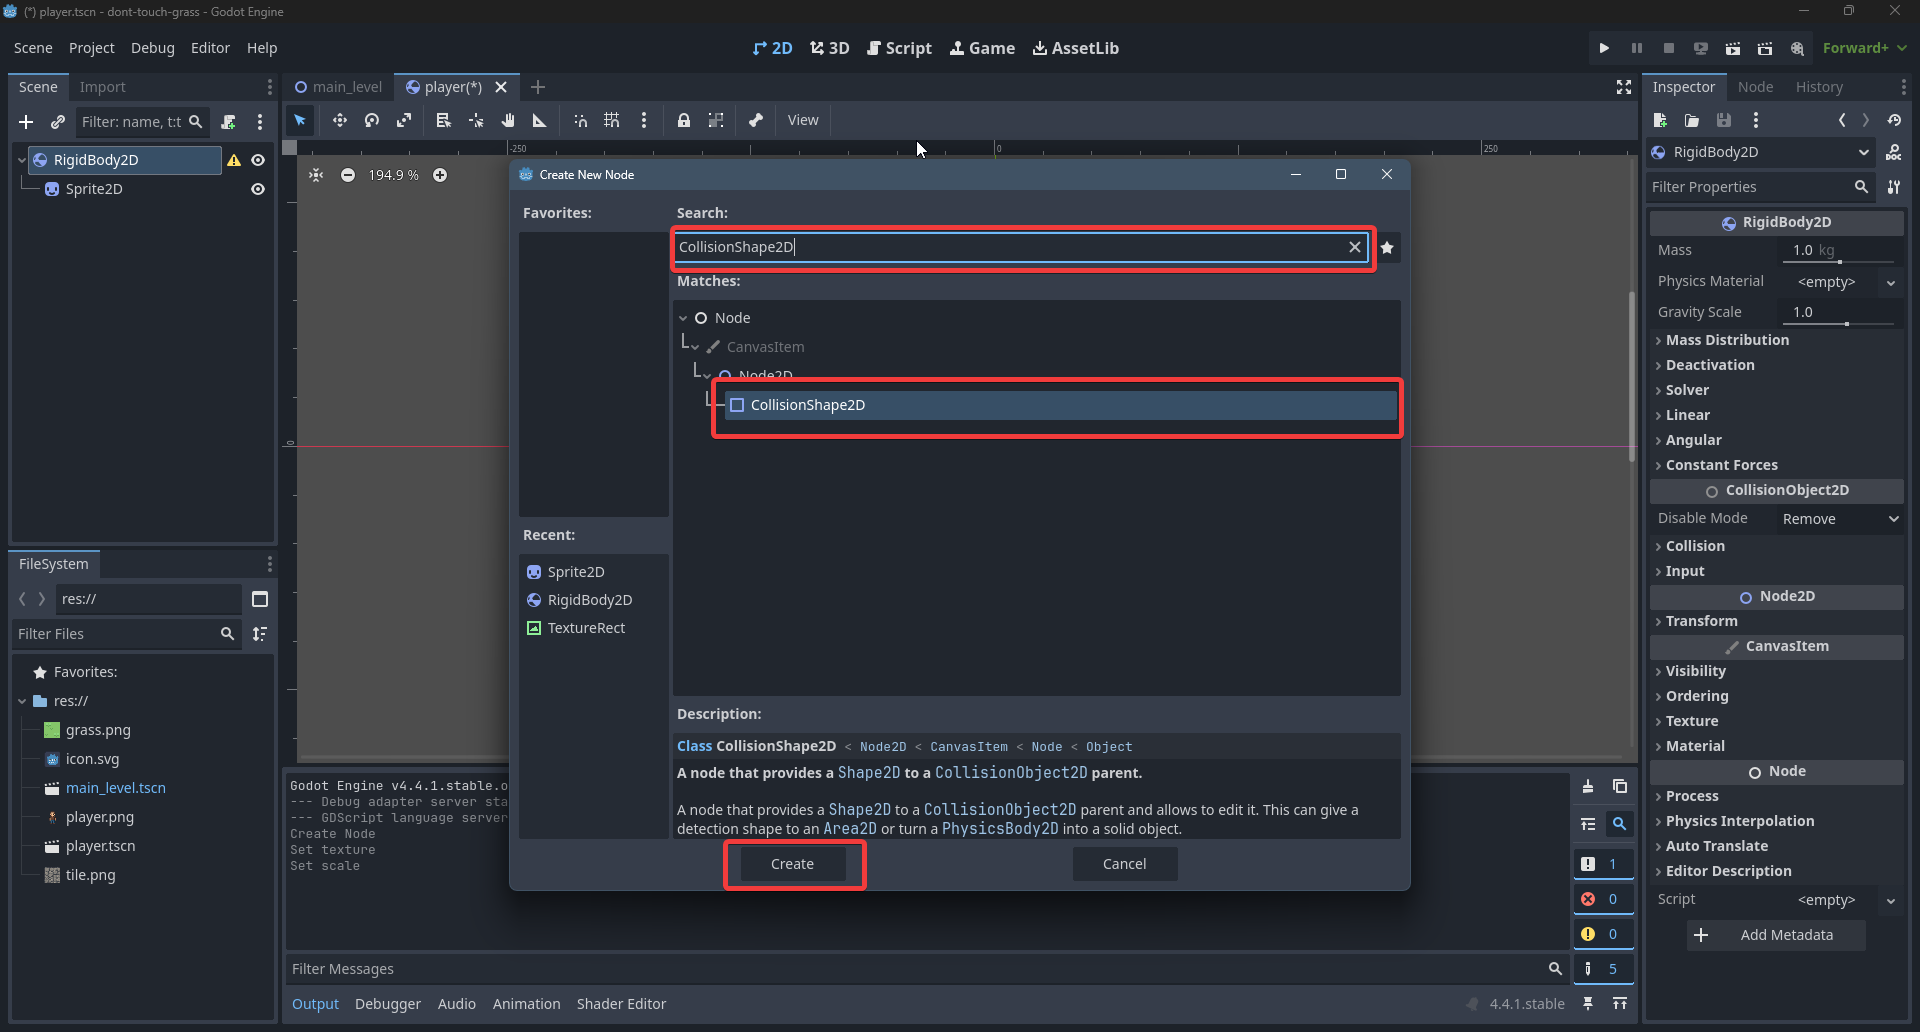 (*) player.tscn - dont-touch-grass - Godot Engine
Scene Project Debug Editor Help
2D 3D Script Game AssetLib
Forward+
Scene Import
Filter: name, t:t
RigidBody2D
Sprite2D
main_level player(*)
View
-250 0 250
0
194.9 %
Create New Node
Favorites:
Search:
CollisionShape2D
Matches:
Node
CanvasItem
Node2D
CollisionShape2D
Recent:
Sprite2D
RigidBody2D
TextureRect
Description:
Class CollisionShape2D < Node2D < CanvasItem < Node < Object
A node that provides a Shape2D to a CollisionObject2D parent.
A node that provides a Shape2D to a CollisionObject2D parent and allows to edit it. This can give a
detection shape to an Area2D or turn a PhysicsBody2D into a solid object.
Create Cancel
FileSystem
res://
Filter Files
Favorites:
res://
grass.png
icon.svg
main_level.tscn
player.png
player.tscn
tile.png
Godot Engine v4.4.1.stable.o
--- Debug adapter server sta
--- GDScript language server
Create Node
Set texture
Set scale
1
0
0
5
Filter Messages
Output Debugger Audio Animation Shader Editor
4.4.1.stable
Inspector Node History
RigidBody2D
DOC
Filter Properties
RigidBody2D
Mass 1.0 kg
Physics Material <empty>
Gravity Scale 1.0
Mass Distribution
Deactivation
Solver
Linear
Angular
Constant Forces
CollisionObject2D
Disable Mode Remove
Collision
Input
Node2D
Transform
CanvasItem
Visibility
Ordering
Texture
Material
Node
Process
Physics Interpolation
Auto Translate
Editor Description
Script <empty>
Add Metadata